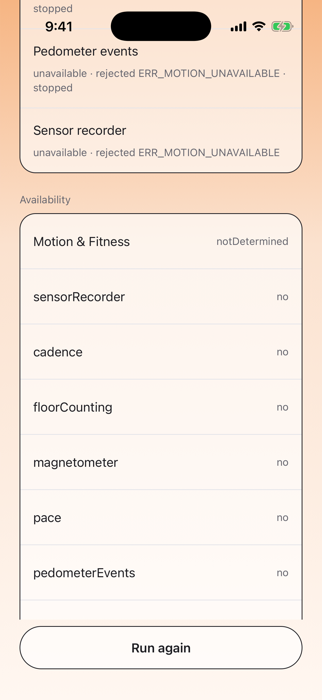 stopped
9:41
Pedometer events
unavailable · rejected ERR_MOTION_UNAVAILABLE ·
stopped
Sensor recorder
unavailable · rejected ERR_MOTION_UNAVAILABLE
Availability
Motion & Fitness notDetermined
sensorRecorder no
cadence no
floorCounting no
magnetometer no
pace no
pedometerEvents no
Run again